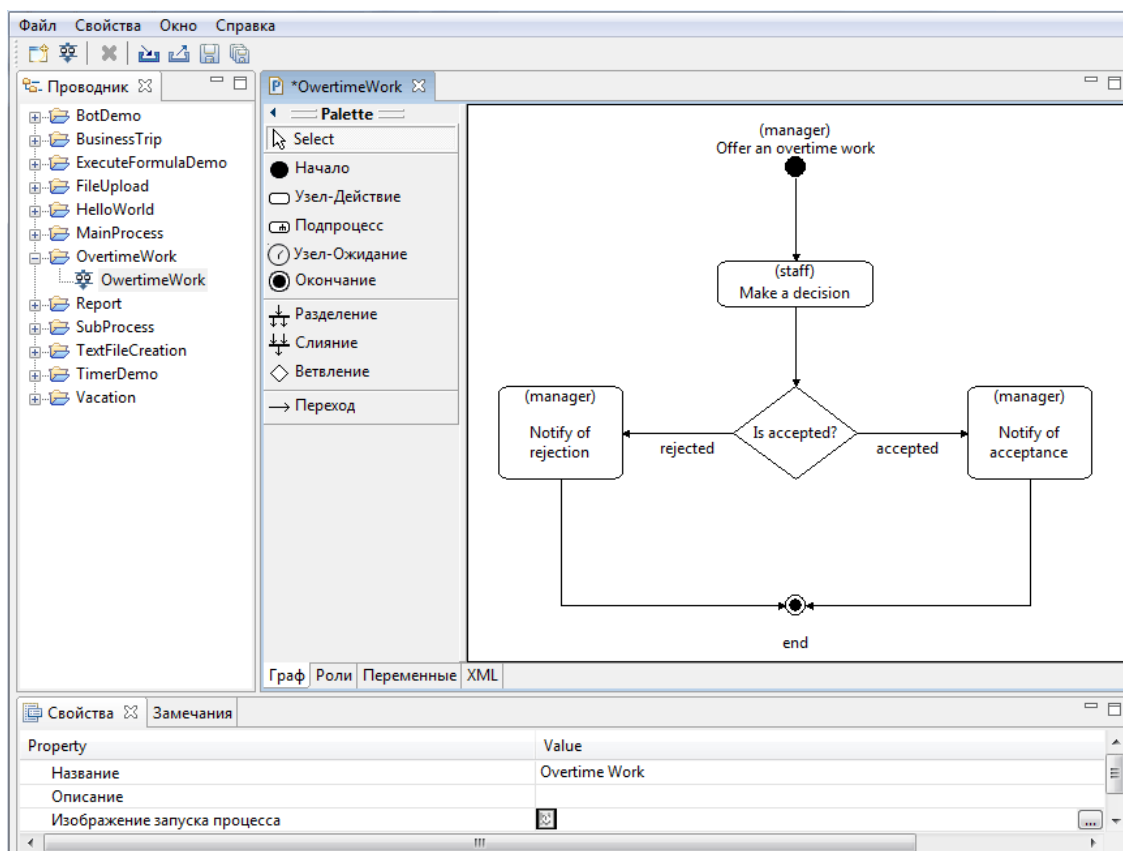 Файл Свойства Окно Справка
Проводник
BotDemo
BusinessTrip
ExecuteFormulaDemo
FileUpload
HelloWorld
MainProcess
OvertimeWork
OwertimeWork
Report
SubProcess
TextFileCreation
TimerDemo
Vacation
*OwertimeWork
Palette
Select
Начало
Узел-Действие
Подпроцесс
Узел-Ожидание
Окончание
Разделение
Слияние
Ветвление
Переход
(manager)
Offer an overtime work
(staff)
Make a decision
(manager)
Notify of
rejection
rejected
Is accepted?
accepted
(manager)
Notify of
acceptance
end
Граф Роли Переменные XML
Свойства Замечания
Property Value
Название Overtime Work
Описание
Изображение запуска процесса ...